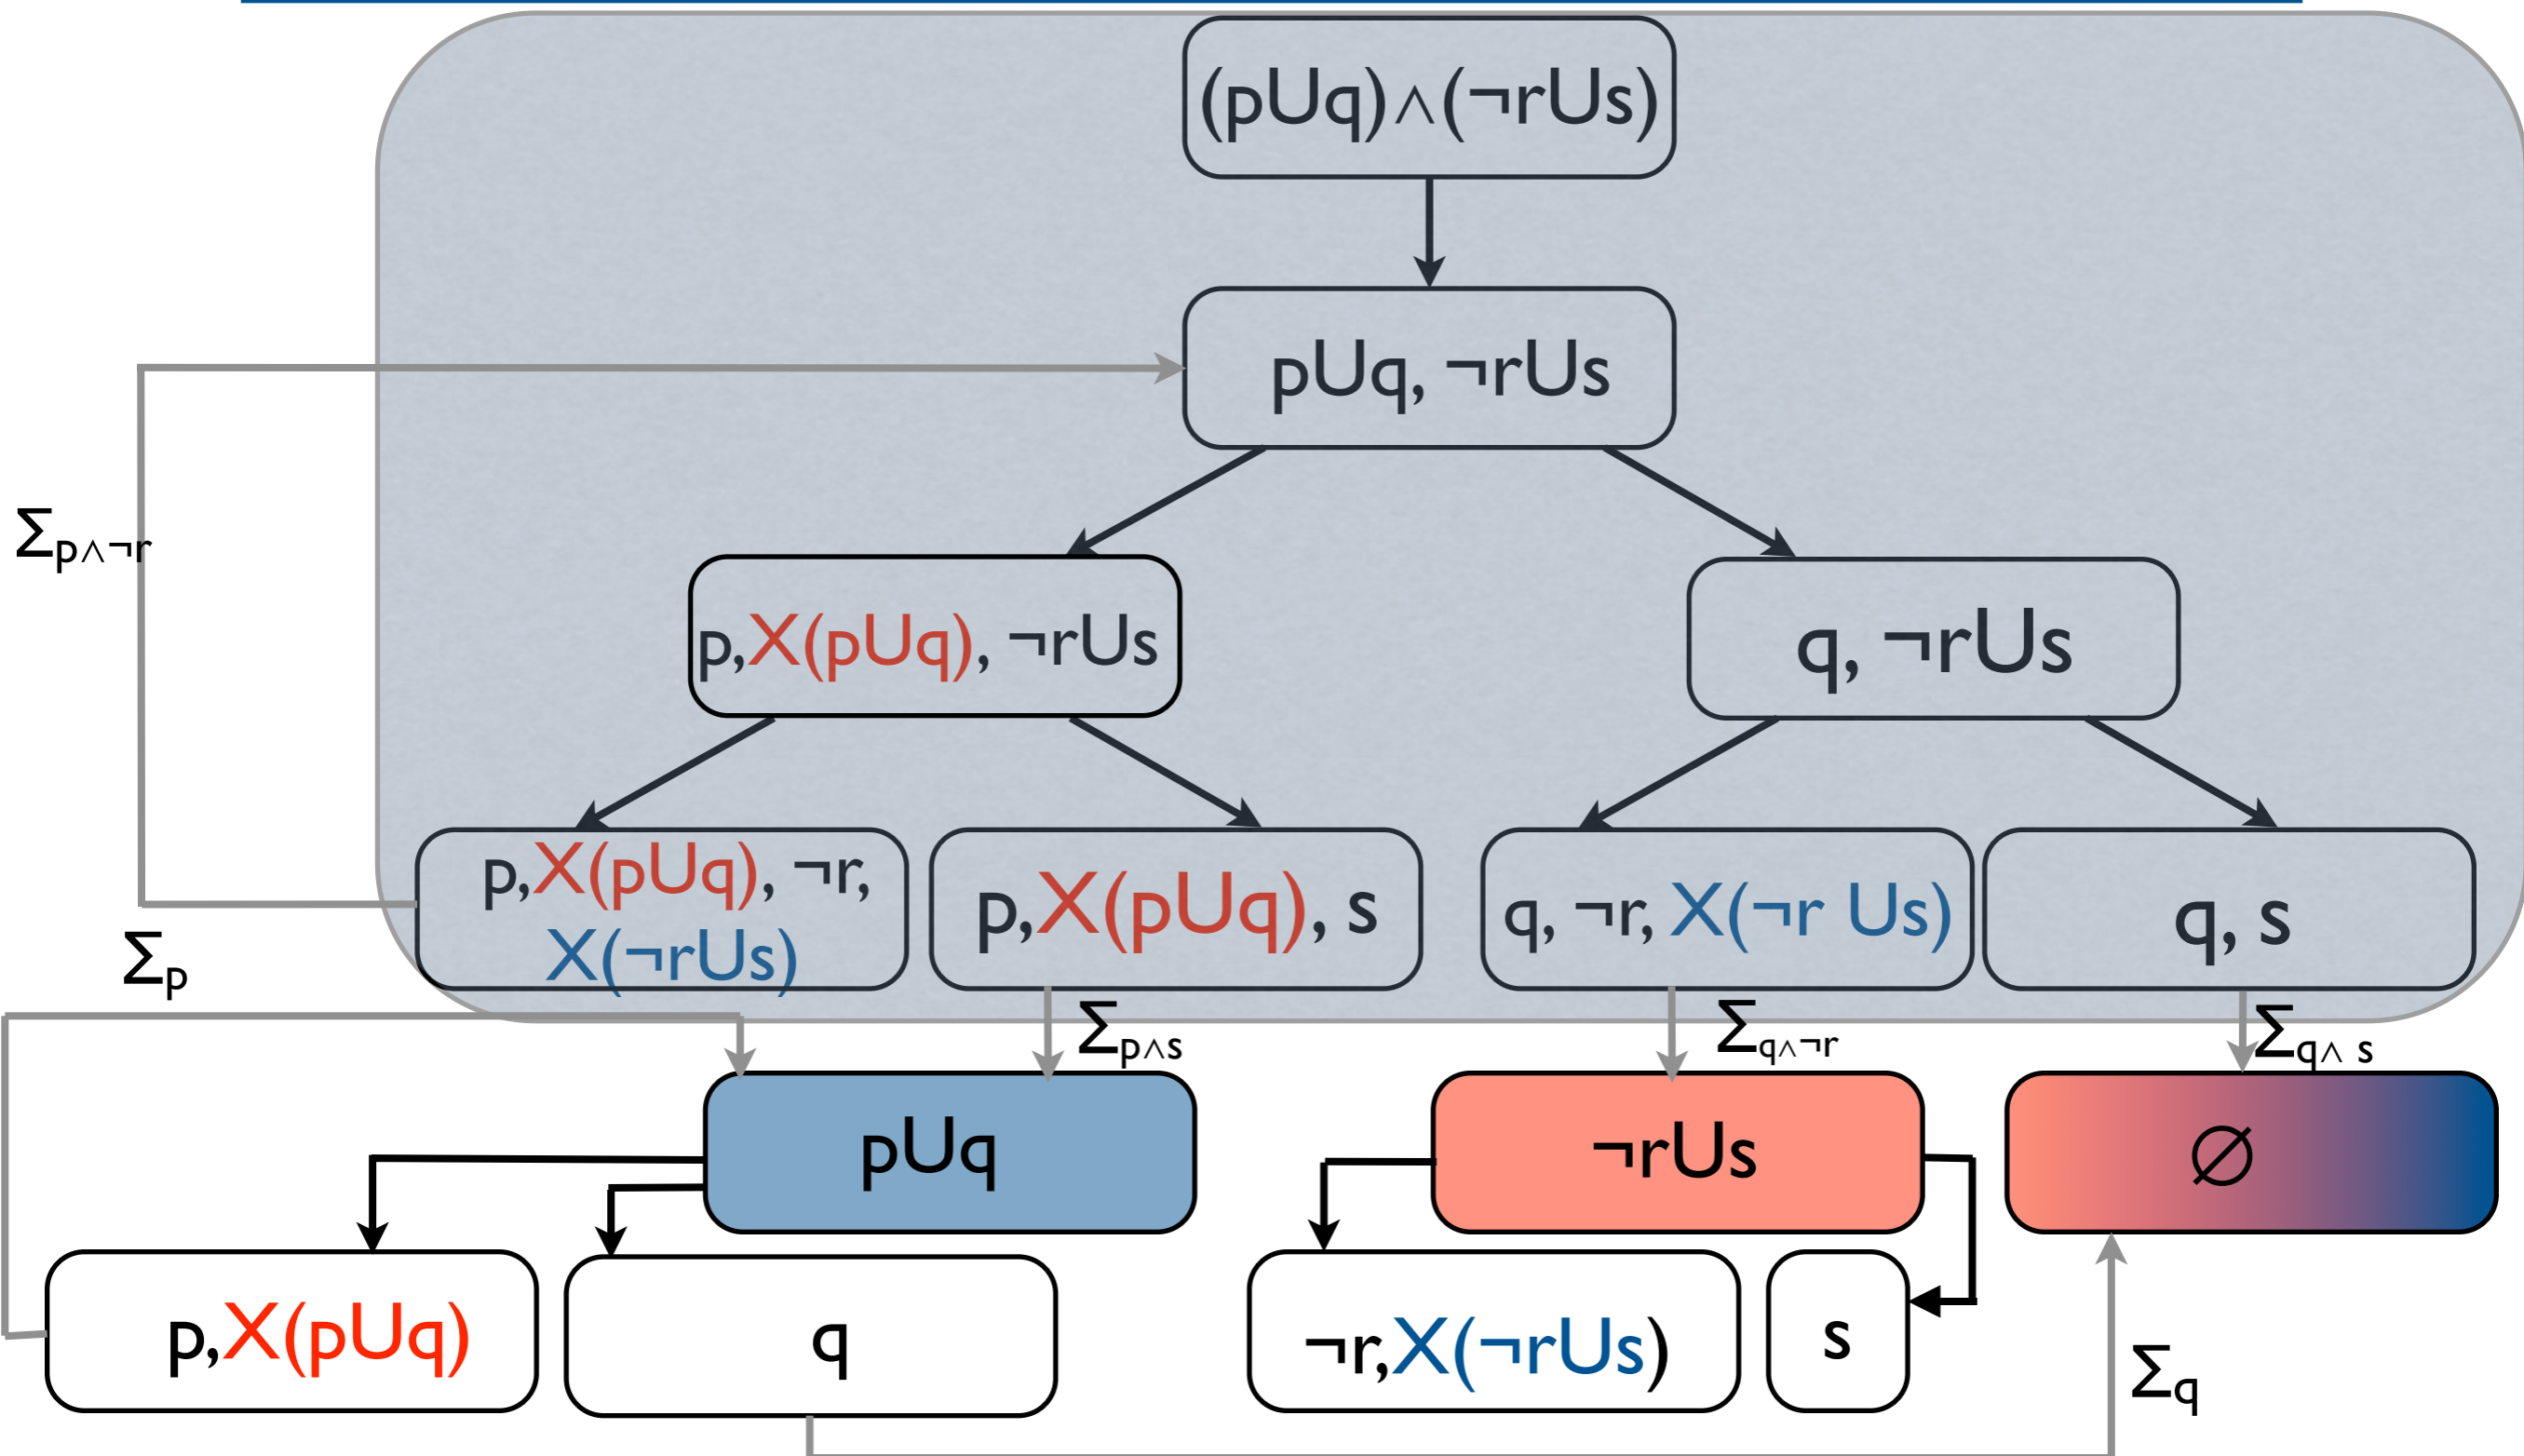 (pUq)∧(¬rUs)
pUq, ¬rUs
Σp∧¬r
p,X(pUq), ¬rUs
q, ¬rUs
p,X(pUq), ¬r,
X(¬rUs)
p,X(pUq), s
q, ¬r, X(¬r Us)
q, s
Σp
Σp∧s
Σq∧¬r
Σq∧ s
pUq
¬rUs
∅
p,X(pUq)
q
¬r,X(¬rUs)
s
Σq